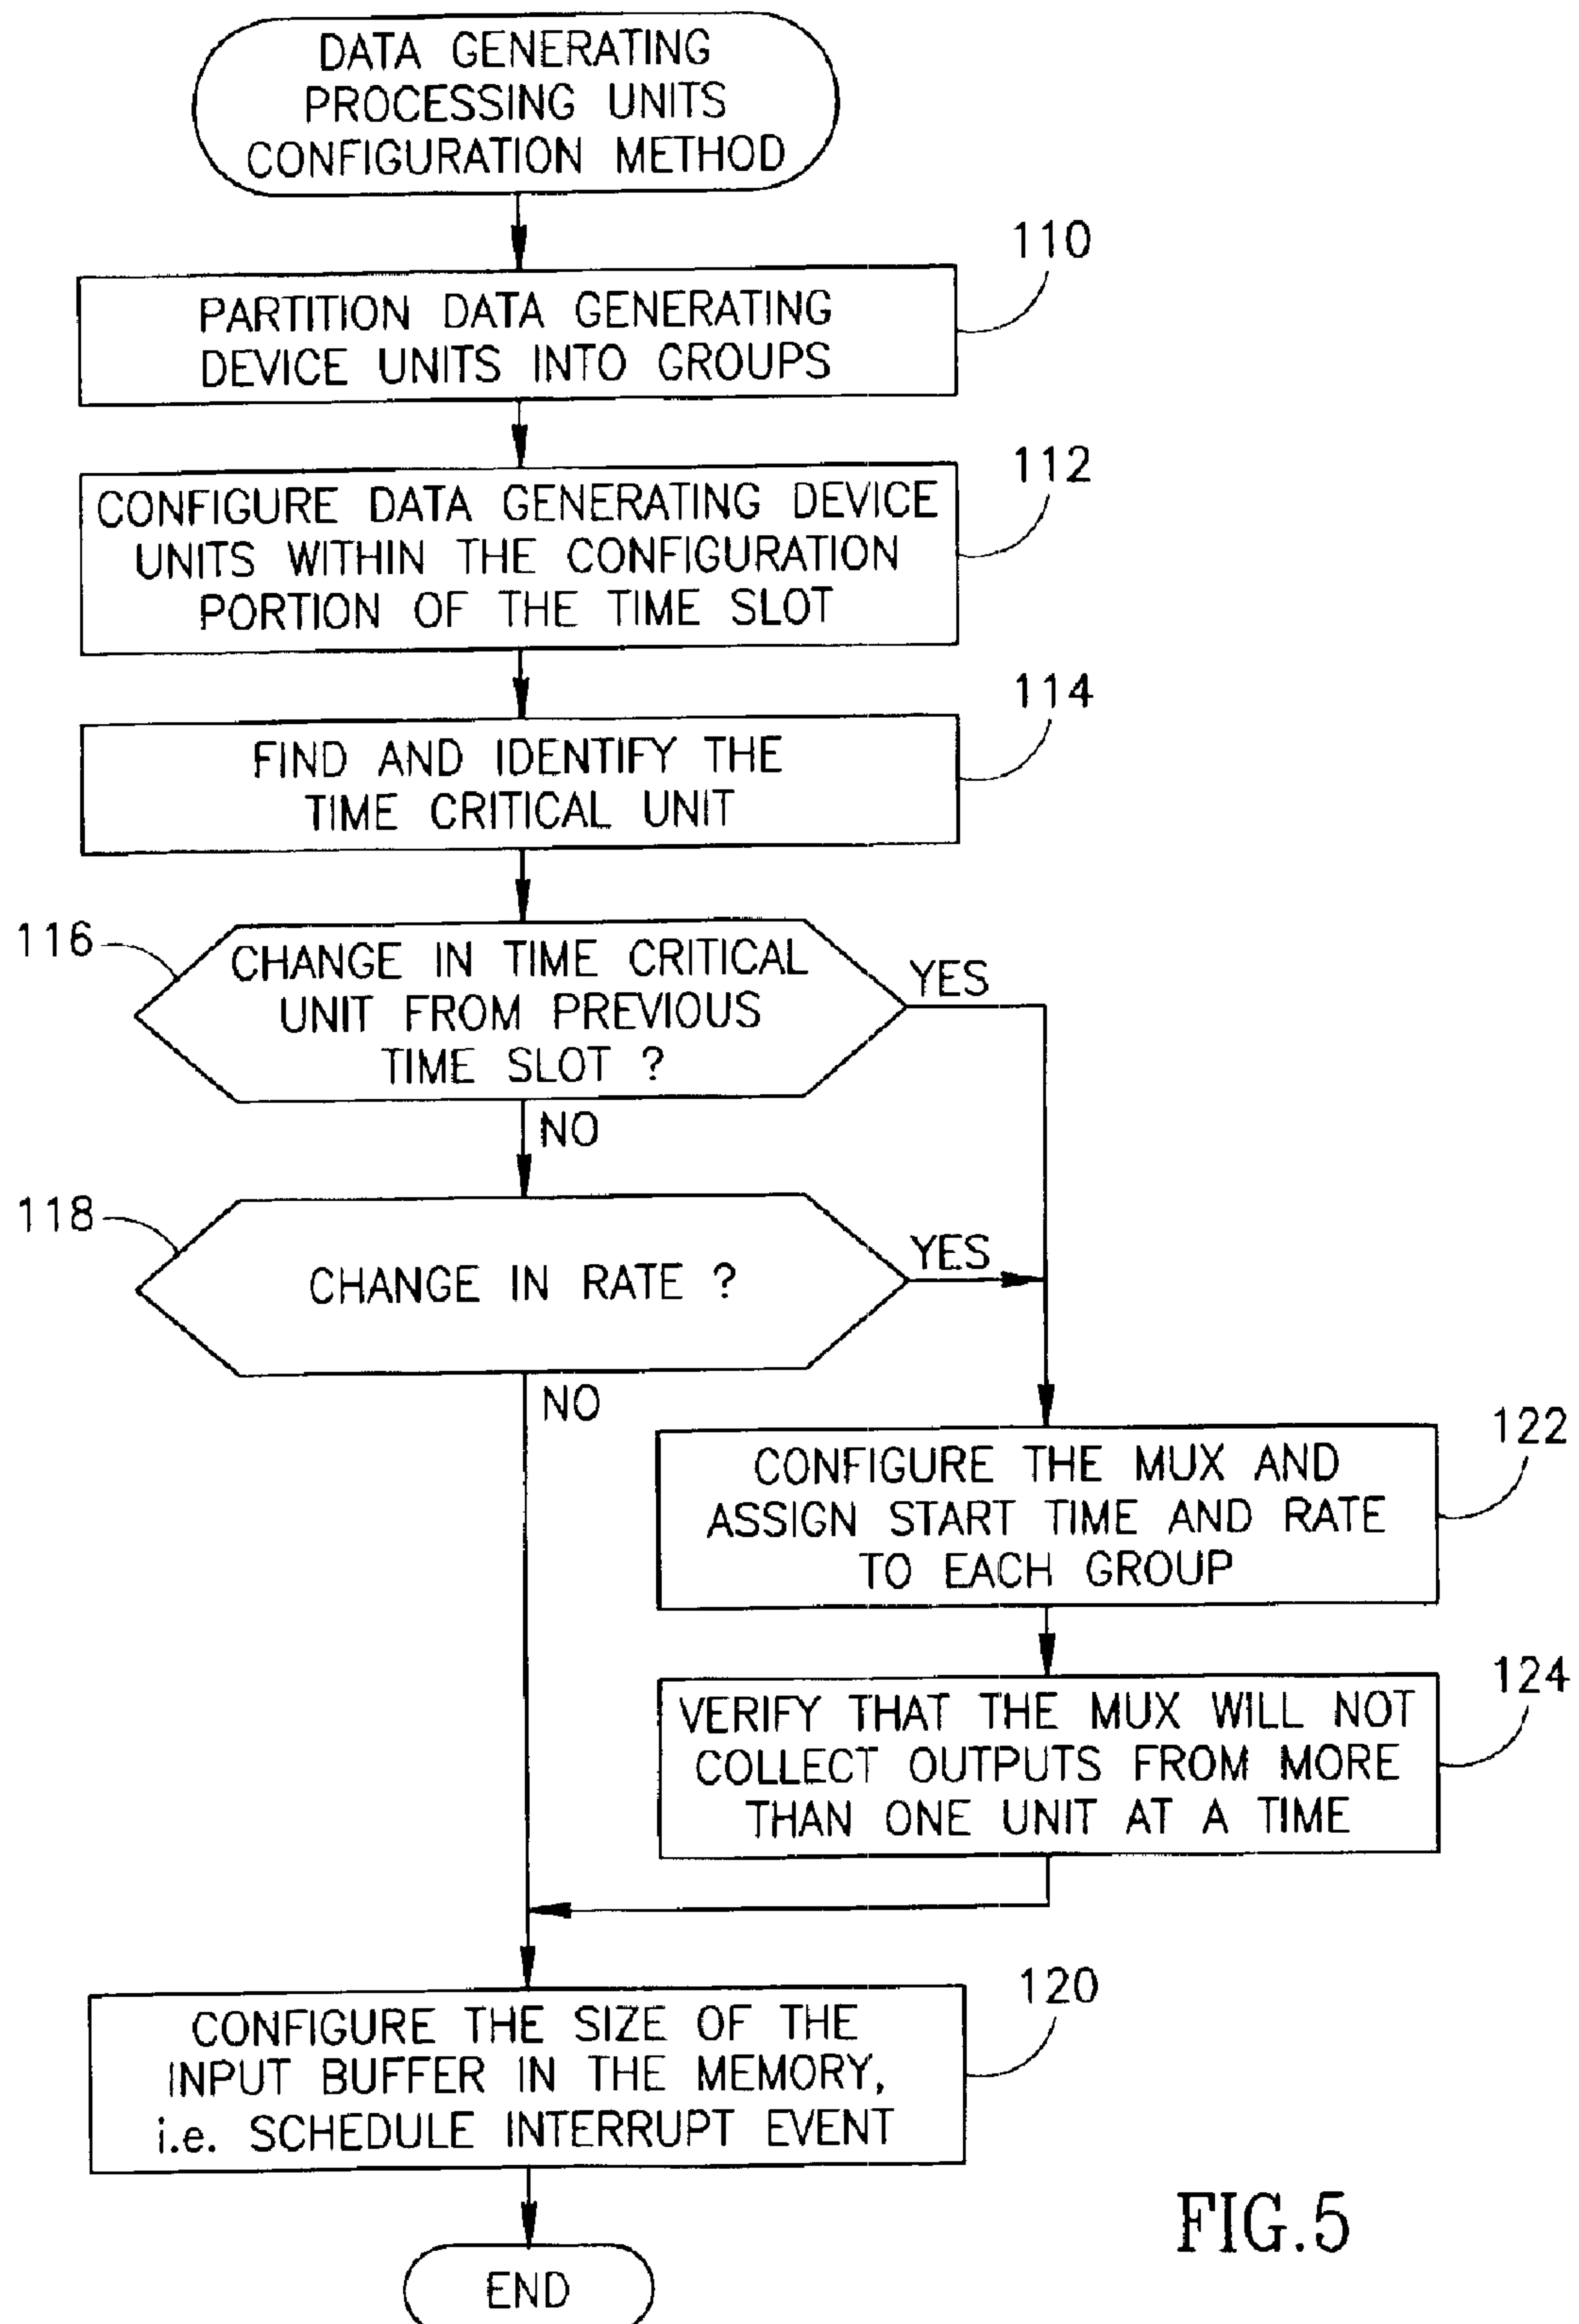 DATA GENERATING
PROCESSING UNITS
CONFIGURATION METHOD
110
PARTITION DATA GENERATING
DEVICE UNITS INTO GROUPS
112
CONFIGURE DATA GENERATING DEVICE
UNITS WITHIN THE CONFIGURATION
PORTION OF THE TIME SLOT
114
FIND AND IDENTIFY THE
TIME CRITICAL UNIT
116
CHANGE IN TIME CRITICAL
UNIT FROM PREVIOUS
TIME SLOT ?
YES
NO
118
CHANGE IN RATE ?
YES
NO
122
CONFIGURE THE MUX AND
ASSIGN START TIME AND RATE
TO EACH GROUP
124
VERIFY THAT THE MUX WILL NOT
COLLECT OUTPUTS FROM MORE
THAN ONE UNIT AT A TIME
120
CONFIGURE THE SIZE OF THE
INPUT BUFFER IN THE MEMORY,
i.e. SCHEDULE INTERRUPT EVENT
END
FIG.5